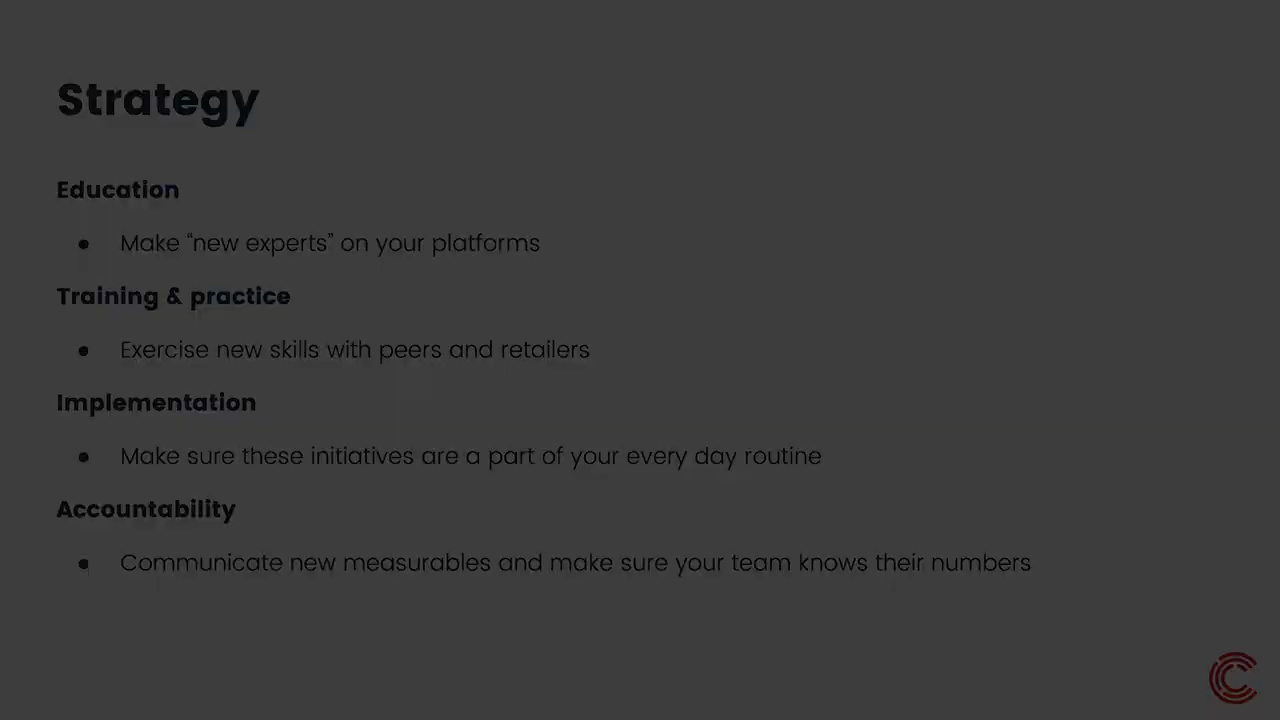 Strategy
Education
● Make “new experts” on your platforms
Training & practice
● Exercise new skills with peers and retailers
Implementation
● Make sure these initiatives are a part of your every day routine
Accountability
● Communicate new measurables and make sure your team knows their numbers